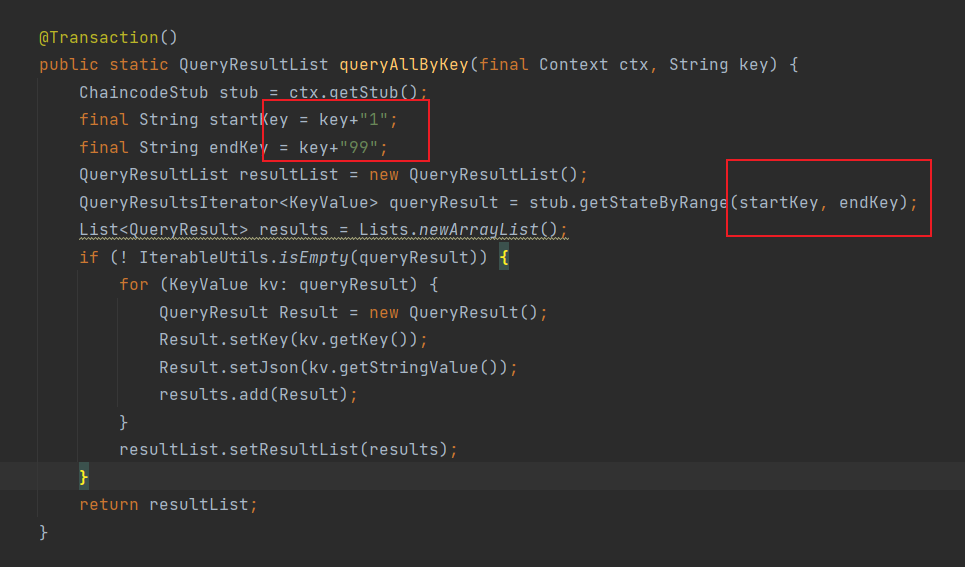 @Transaction()
public static QueryResultList queryAllByKey(final Context ctx, String key) {
ChaincodeStub stub = ctx.getStub();
final String startKey = key+"1";
final String endKey = key+"99";
QueryResultList resultList = new QueryResultList();
QueryResultsIterator<KeyValue> queryResult = stub.getStateByRange(startKey, endKey);
List<QueryResult> results = Lists.newArrayList();
if (! IterableUtils.isEmpty(queryResult)) {
for (KeyValue kv: queryResult) {
QueryResult Result = new QueryResult();
Result.setKey(kv.getKey());
Result.setJson(kv.getStringValue());
results.add(Result);
}
resultList.setResultList(results);
}
return resultList;
}